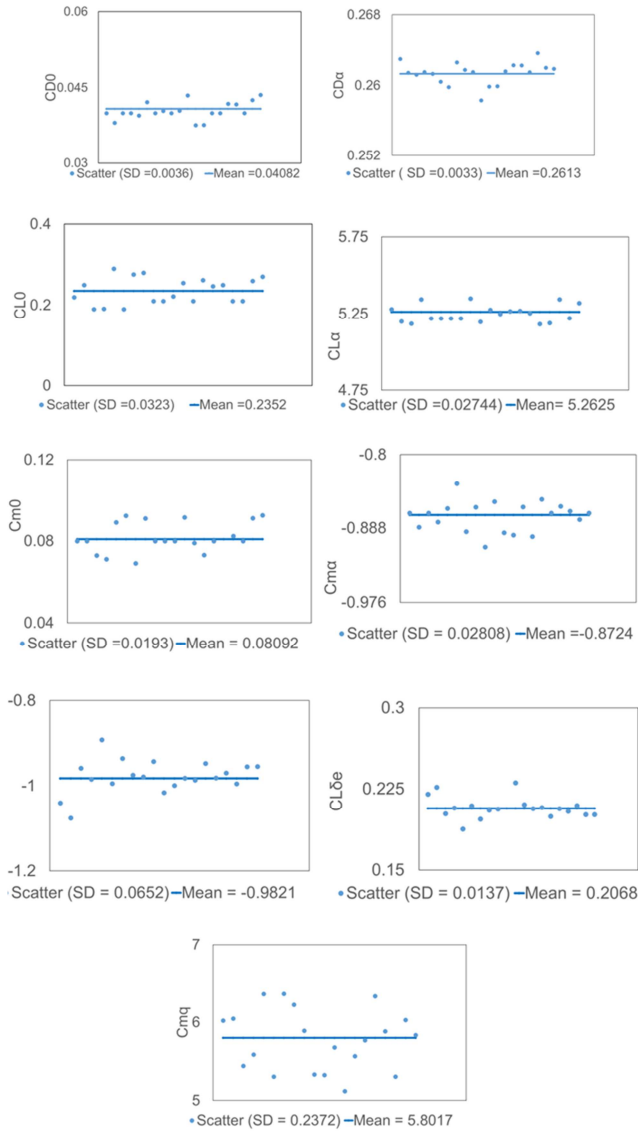 0.06
CD0
0.045
0.03
Scatter (SD =0.0036) Mean =0.04082
0.268
CDα
0.26
0.252
Scatter ( SD =0.0033) Mean =0.2613
0.4
CL0
0.2
0
Scatter (SD =0.0323) Mean =0.2352
5.75
CLα
5.25
4.75
Scatter (SD =0.02744) Mean= 5.2625
0.12
Cm0
0.08
0.04
Scatter (SD =0.0193) Mean = 0.08092
-0.8
Cmα
-0.888
-0.976
Scatter (SD = 0.02808) Mean =-0.8724
-0.8
-1
-1.2
Scatter (SD = 0.0652) Mean = -0.9821
0.3
CLδe
0.225
0.15
Scatter (SD = 0.0137) Mean = 0.2068
7
Cmq
6
5
Scatter (SD = 0.2372) Mean = 5.8017